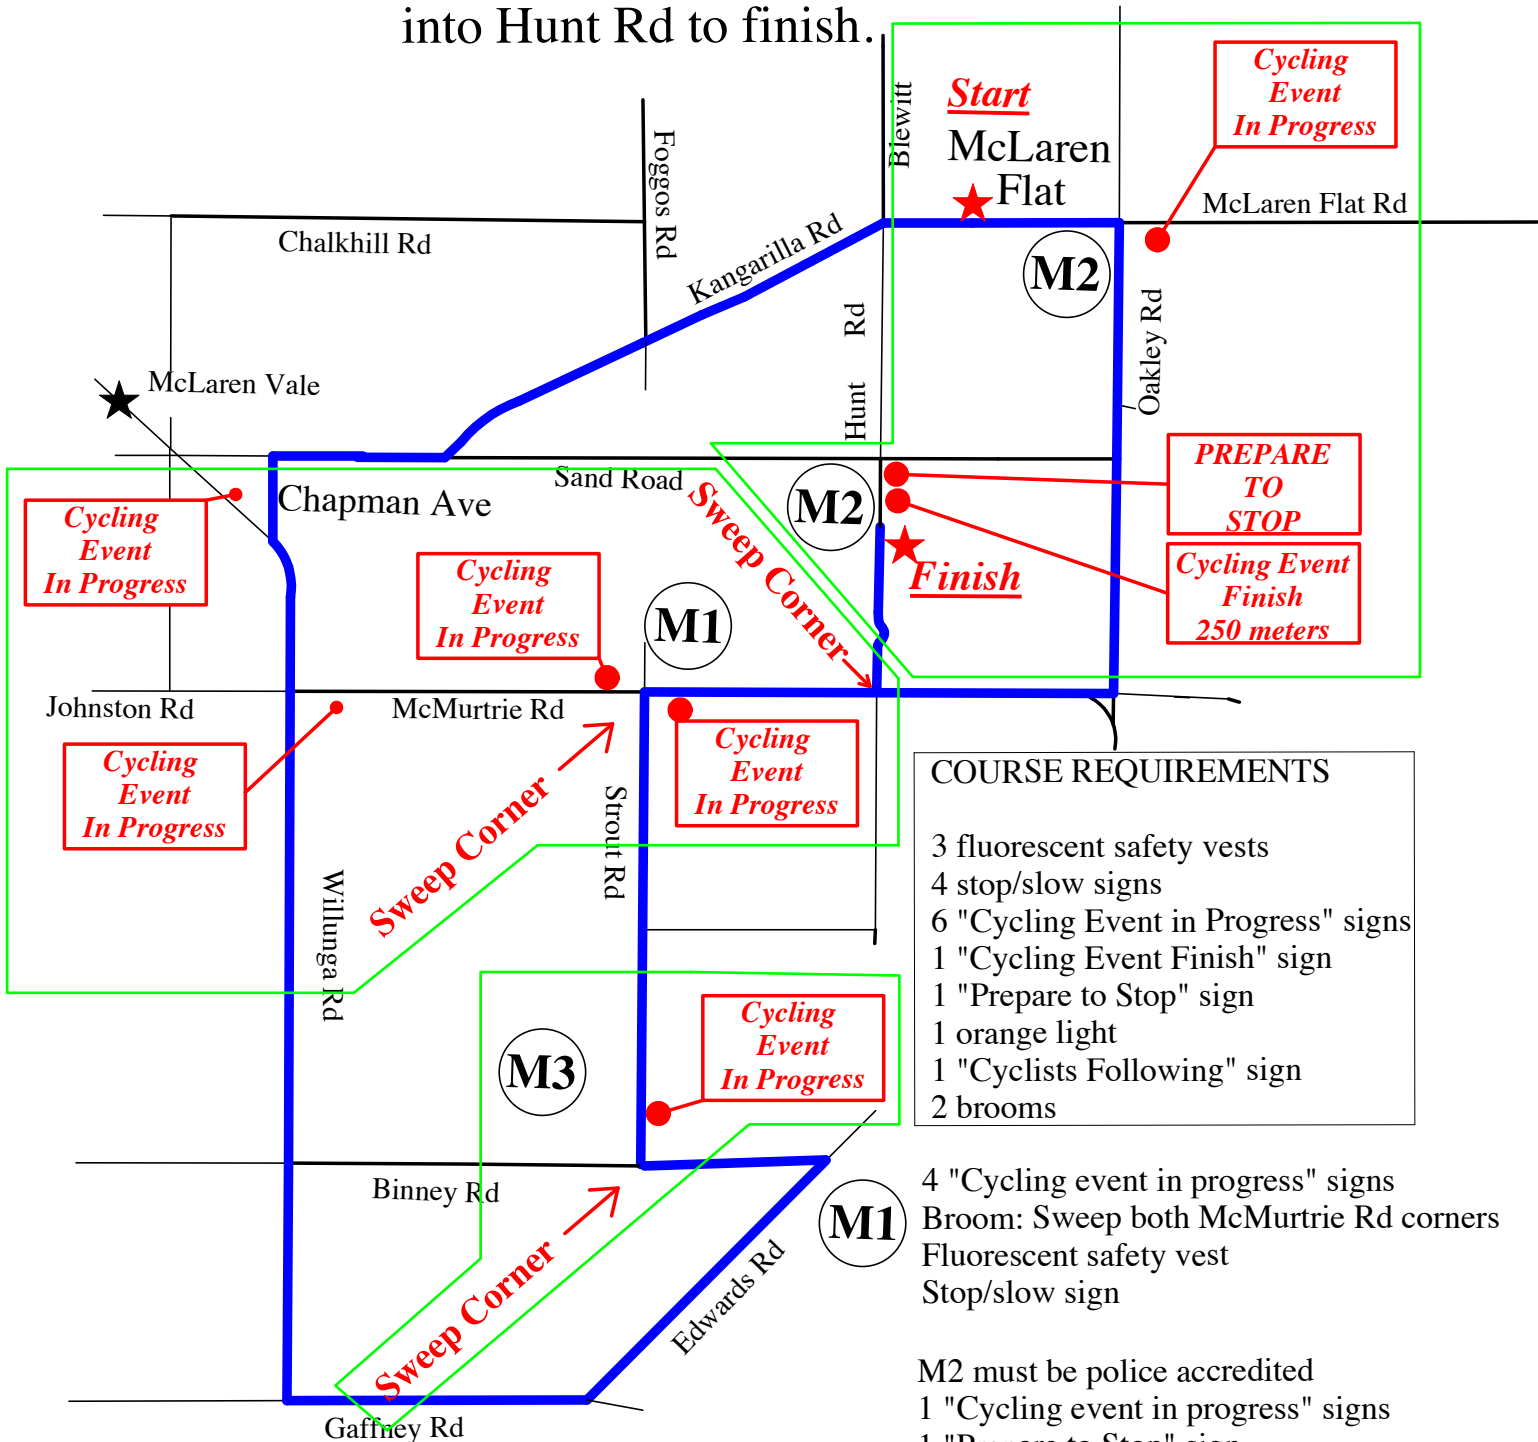 into Hunt Rd to finish.
Blewitt
Start
McLaren
Flat
Cycling
Event
In Progress
Foggos Rd
McLaren Flat Rd
Chalkhill Rd
Kangarilla Rd
M2
Hunt Rd
Oakley Rd
McLaren Vale
Sand Road
Chapman Ave
Sweep Corner
M2
PREPARE
TO
STOP
Cycling
Event
In Progress
Finish
Cycling Event
Finish
250 meters
Cycling
Event
In Progress
M1
Johnston Rd
McMurtrie Rd
Cycling
Event
In Progress
Cycling
Event
In Progress
Sweep Corner
Strout Rd
Willunga Rd
COURSE REQUIREMENTS
3 fluorescent safety vests
4 stop/slow signs
6 "Cycling Event in Progress" signs
1 "Cycling Event Finish" sign
1 "Prepare to Stop" sign
1 orange light
1 "Cyclists Following" sign
2 brooms
M3
Cycling
Event
In Progress
Binney Rd
Sweep Corner
Edwards Rd
Gaffney Rd
M1
4 "Cycling event in progress" signs
Broom: Sweep both McMurtrie Rd corners
Fluorescent safety vest
Stop/slow sign
M2 must be police accredited
1 "Cycling event in progress" signs
1 "Prepare to Stop" sign